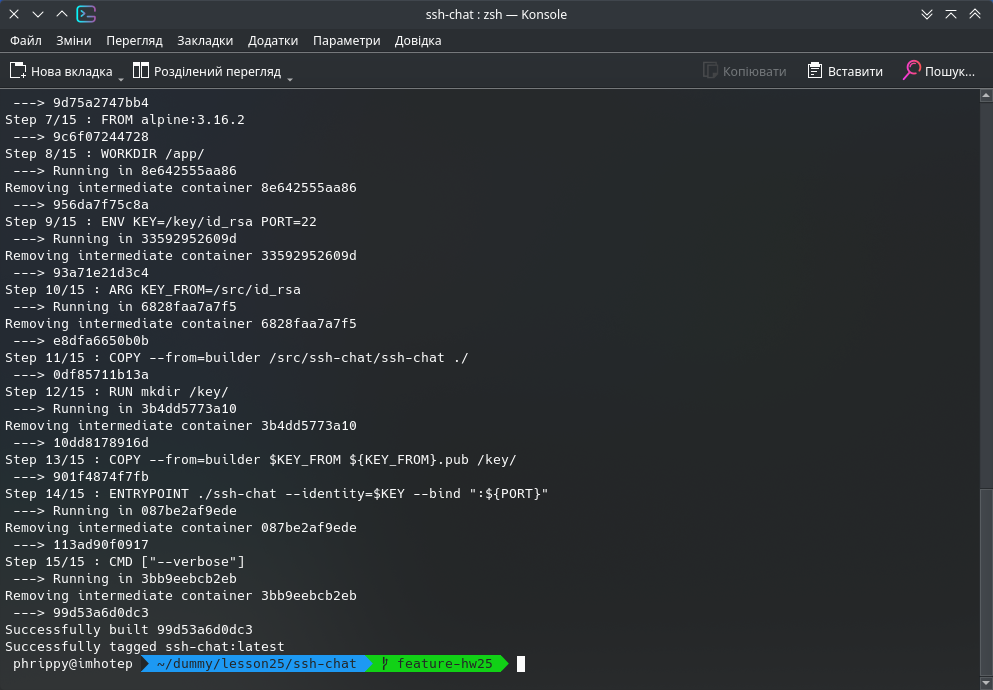 ssh-chat : zsh — Konsole
Файл Зміни Перегляд Закладки Додатки Параметри Довідка
Нова вкладка Розділений перегляд Копіювати Вставити Пошук...
---> 9d75a2747bb4
Step 7/15 : FROM alpine:3.16.2
---> 9c6f07244728
Step 8/15 : WORKDIR /app/
---> Running in 8e642555aa86
Removing intermediate container 8e642555aa86
---> 956da7f75c8a
Step 9/15 : ENV KEY=/key/id_rsa PORT=22
---> Running in 33592952609d
Removing intermediate container 33592952609d
---> 93a71e21d3c4
Step 10/15 : ARG KEY_FROM=/src/id_rsa
---> Running in 6828faa7a7f5
Removing intermediate container 6828faa7a7f5
---> e8dfa6650b0b
Step 11/15 : COPY --from=builder /src/ssh-chat/ssh-chat ./
---> 0df85711b13a
Step 12/15 : RUN mkdir /key/
---> Running in 3b4dd5773a10
Removing intermediate container 3b4dd5773a10
---> 10dd8178916d
Step 13/15 : COPY --from=builder $KEY_FROM ${KEY_FROM}.pub /key/
---> 901f4874f7fb
Step 14/15 : ENTRYPOINT ./ssh-chat --identity=$KEY --bind ":${PORT}"
---> Running in 087be2af9ede
Removing intermediate container 087be2af9ede
---> 113ad90f0917
Step 15/15 : CMD ["--verbose"]
---> Running in 3bb9eebcb2eb
Removing intermediate container 3bb9eebcb2eb
---> 99d53a6d0dc3
Successfully built 99d53a6d0dc3
Successfully tagged ssh-chat:latest
phrippy@imhotep ~/dummy/lesson25/ssh-chat feature-hw25